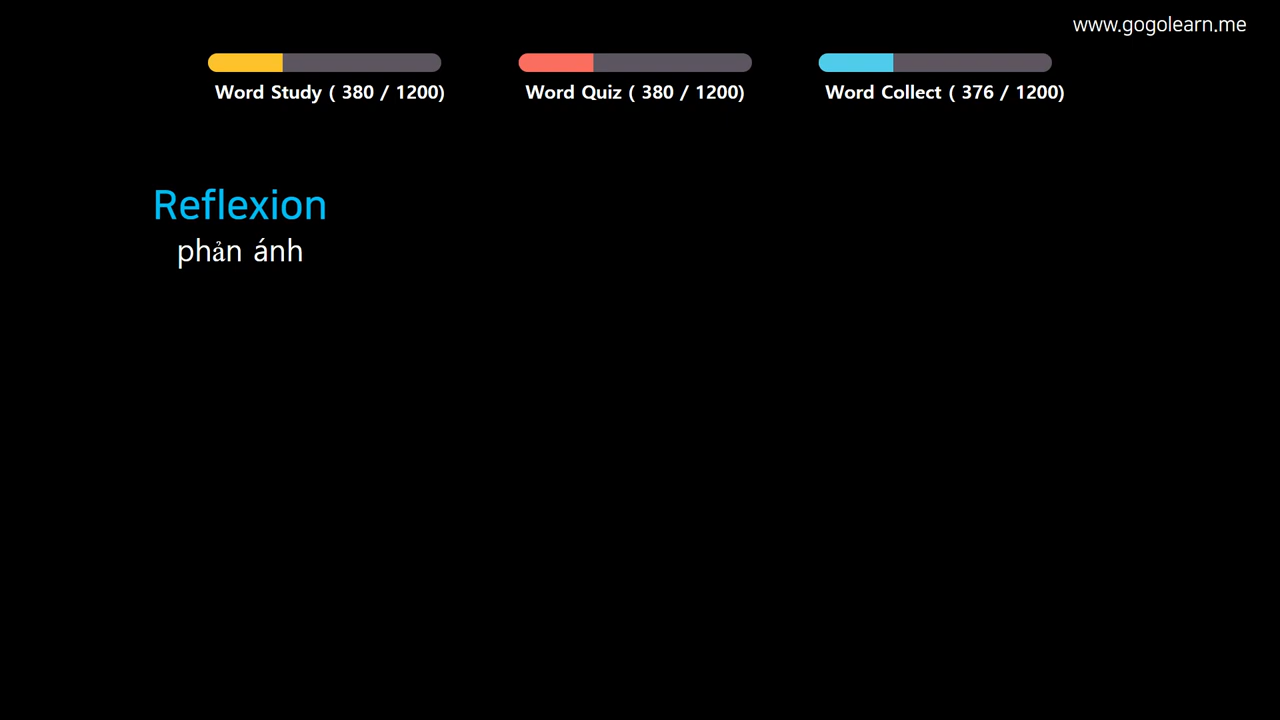 www.gogolearn.me
Word Study ( 380 / 1200)
Word Quiz ( 380 / 1200)
Word Collect ( 376 / 1200)
Reflexion
phản ánh